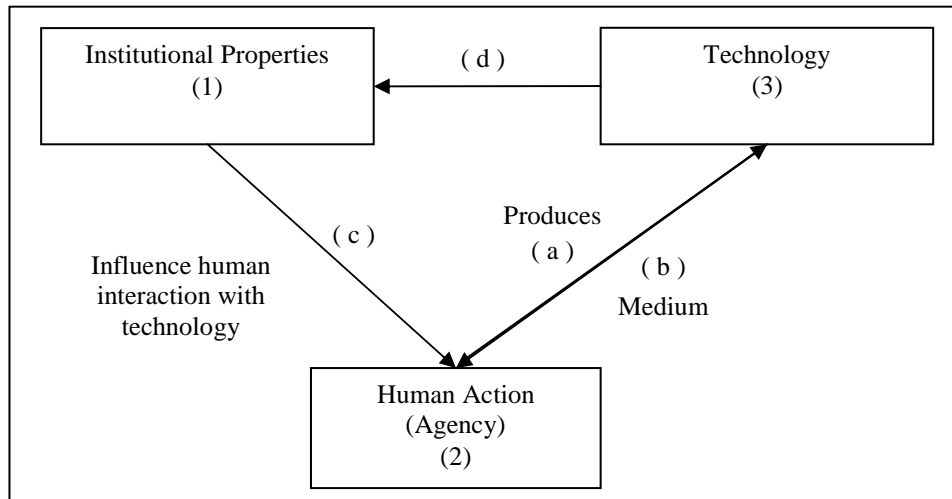 Institutional Properties
(1)
( d )
Technology
(3)
Produces
( a )
( b )
Medium
( c )
Influence human
interaction with
technology
Human Action
(Agency)
(2)